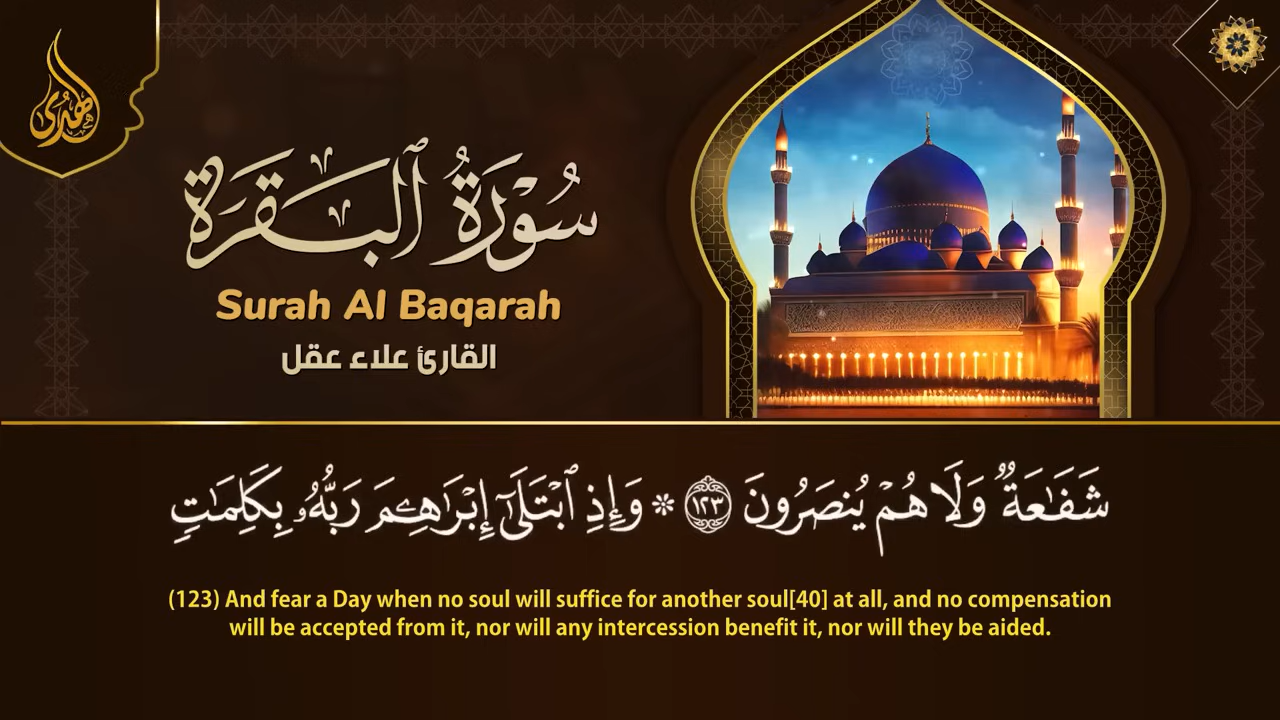 الهدى
سُورَةُ ٱلْبَقَرَةِ
Surah Al Baqarah
القارئ علاء عقل
شَفَـٰعَةٌ وَلَا هُمْ يُنصَرُونَ ١٢٣ ۞ وَإِذِ ٱبْتَلَىٰٓ إِبْرَٰهِـۧمَ رَبُّهُۥ بِكَلِمَـٰتٍ
(123) And fear a Day when no soul will suffice for another soul[40] at all, and no compensation
will be accepted from it, nor will any intercession benefit it, nor will they be aided.